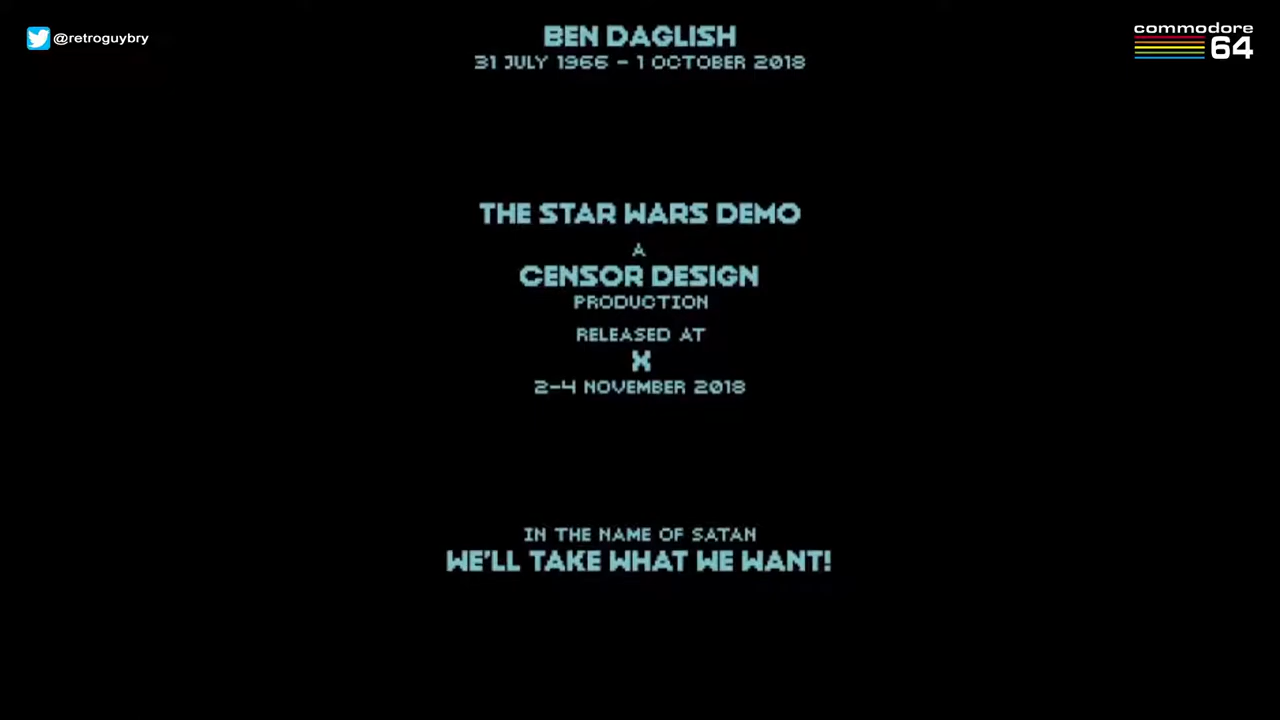 @retroguybry
commodore
64
BEN DAGLISH
31 JULY 1966 - 1 OCTOBER 2018
THE STAR WARS DEMO
A
CENSOR DESIGN
PRODUCTION
RELEASED AT
X
2-4 NOVEMBER 2018
IN THE NAME OF SATAN
WE'LL TAKE WHAT WE WANT!